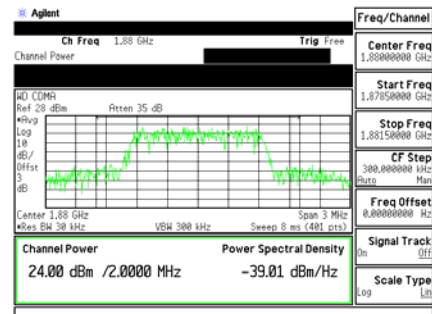 Agilent
Freq/Channel
Ch Freq 1.88 GHz Trig Free
Channel Power
Center Freq
1.88000000 GHz
Start Freq
1.87850000 GHz
Stop Freq
1.88150000 GHz
CF Step
300.000000 kHz
Auto Man
Freq Offset
0.00000000 Hz
Signal Track
On Off
Scale Type
Log Lin
WD CDMA
Ref 28 dBm Atten 35 dB
*Avg
Log
10
dB/
Offst
3
dB
Center 1.88 GHz Span 3 MHz
*Res BW 30 kHz VBW 300 kHz Sweep 8 ms (401 pts)
Channel Power Power Spectral Density
24.00 dBm /2.0000 MHz -39.01 dBm/Hz